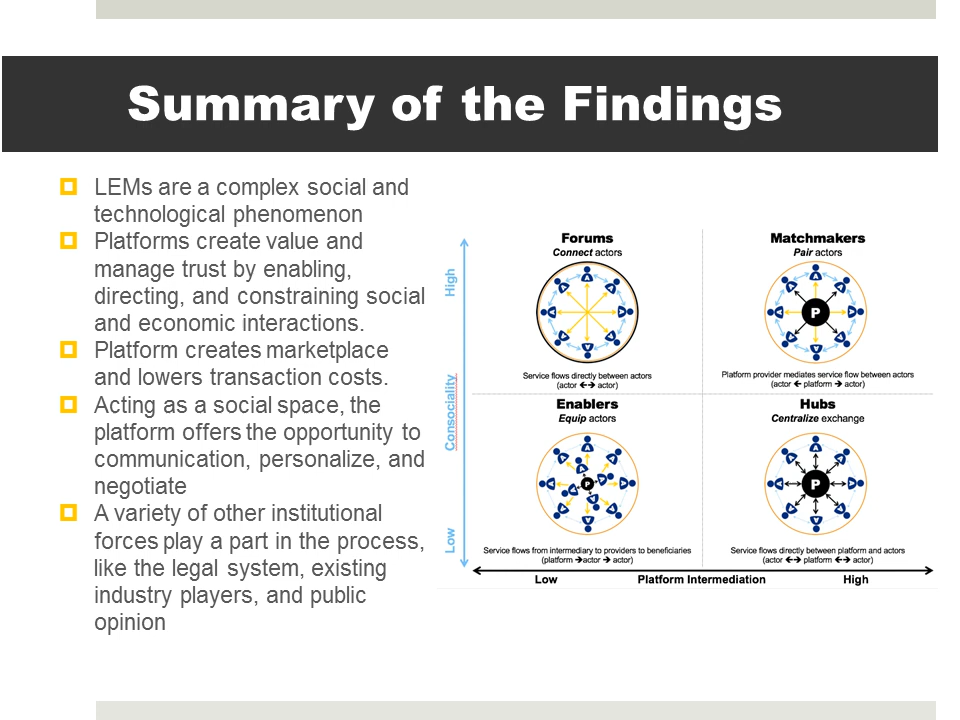 Summary of the Findings
LEMs are a complex social and
technological phenomenon
Platforms create value and
manage trust by enabling,
directing, and constraining social
and economic interactions.
Platform creates marketplace
and lowers transaction costs.
Acting as a social space, the
platform offers the opportunity to
communication, personalize, and
negotiate
A variety of other institutional
forces play a part in the process,
like the legal system, existing
industry players, and public
opinion
High
Consociality
Low
Forums
Connect actors
Service flows directly between actors
(actor ←→ actor)
Matchmakers
Pair actors
P
Platform provider mediates service flow between actors
(actor ← platform → actor)
Enablers
Equip actors
P
Service flows from intermediary to providers to beneficiaries
(platform →actor → actor)
Hubs
Centralize exchange
P
Service flows directly between platform and actors
(actor ←→ platform ←→ actor)
Low Platform Intermediation High